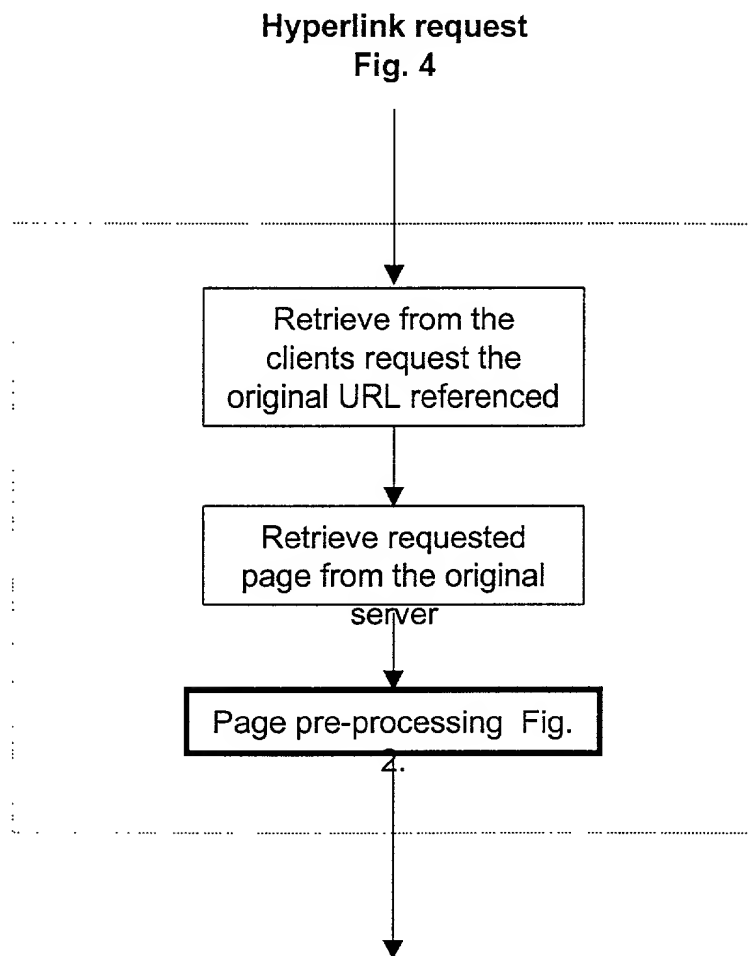 Hyperlink request
Fig. 4
Retrieve from the
clients request the
original URL referenced
Retrieve requested
page from the original
server
Page pre-processing Fig.
2.